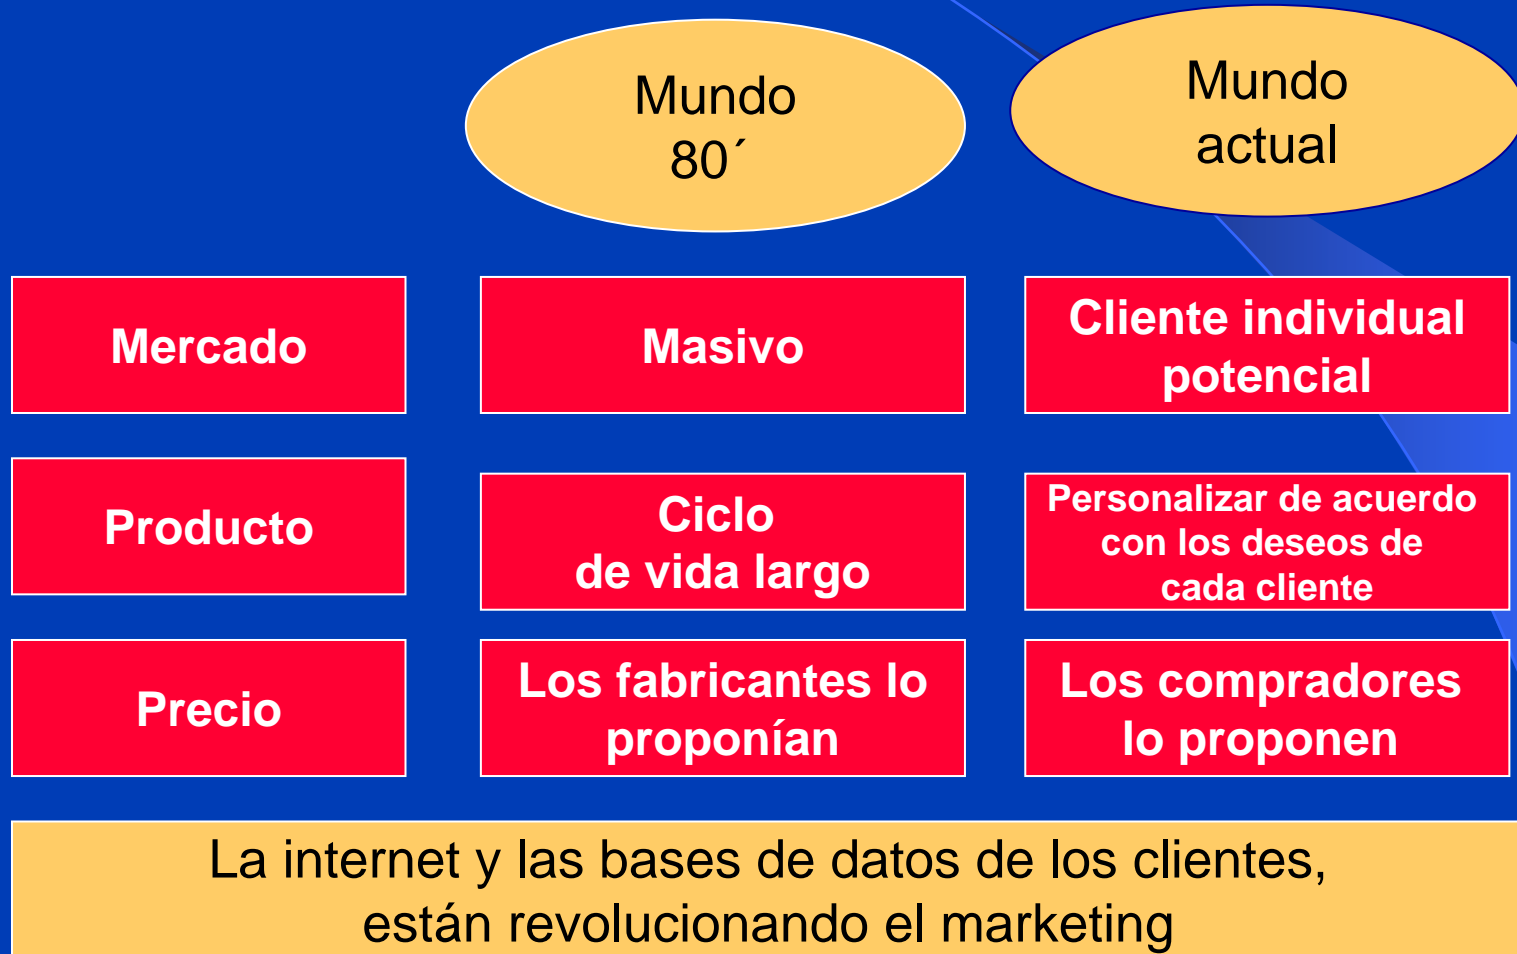 Mundo
80´
Mundo
actual
Mercado
Masivo
Cliente individual
potencial
Producto
Ciclo
de vida largo
Personalizar de acuerdo
con los deseos de
cada cliente
Precio
Los fabricantes lo
proponían
Los compradores
lo proponen
La internet y las bases de datos de los clientes,
están revolucionando el marketing